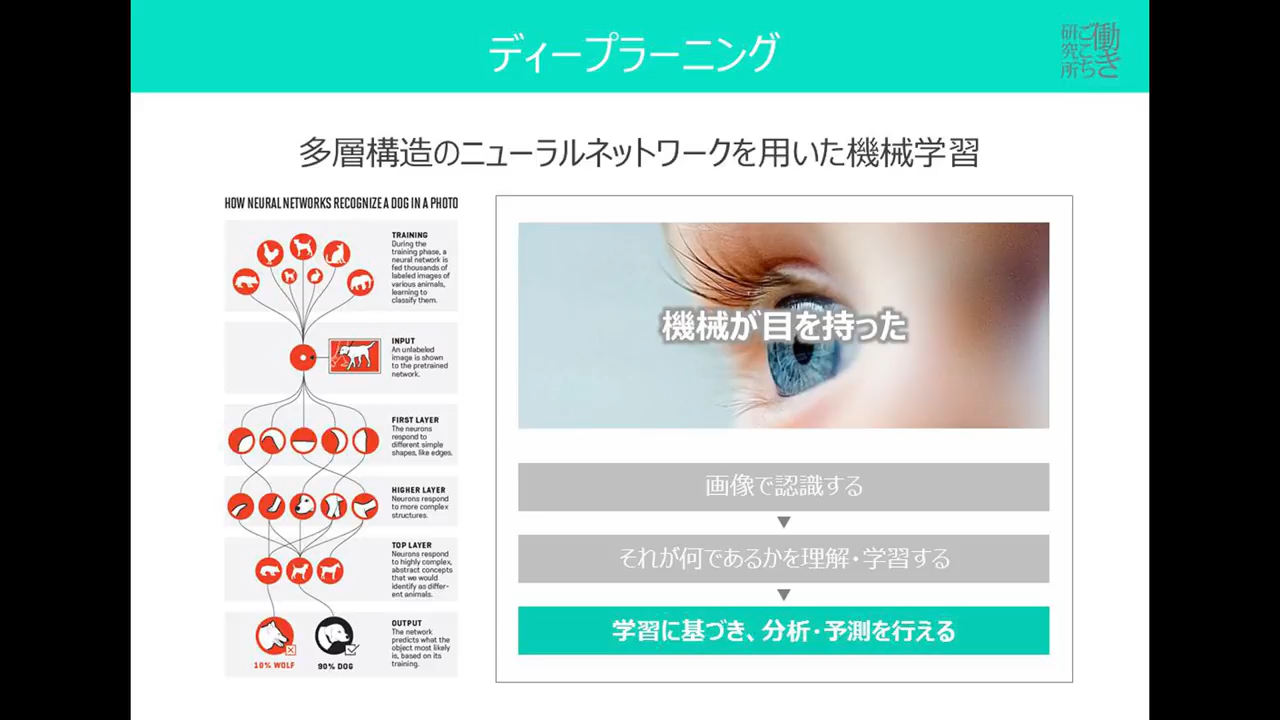 ディープラーニング
働き
ごこち
研究所
多層構造のニューラルネットワークを用いた機械学習
HOW NEURAL NETWORKS RECOGNIZE A DOG IN A PHOTO
TRAINING
During the
training phase, a
neural network is
fed thousands of
labeled images of
various animals,
learning to
classify them.
INPUT
An unlabeled
image is shown
to the pretrained
network.
FIRST LAYER
The neurons
respond to
different simple
shapes, like edges.
HIGHER LAYER
Neurons respond
to more complex
structures.
TOP LAYER
Neurons respond
to highly complex,
abstract concepts
that we would
identify as differ-
ent animals.
OUTPUT
The network
predicts what the
object most likely
is, based on its
training.
10% WOLF
90% DOG
機械が目を持った
画像で認識する
それが何であるかを理解・学習する
学習に基づき、分析・予測を行える